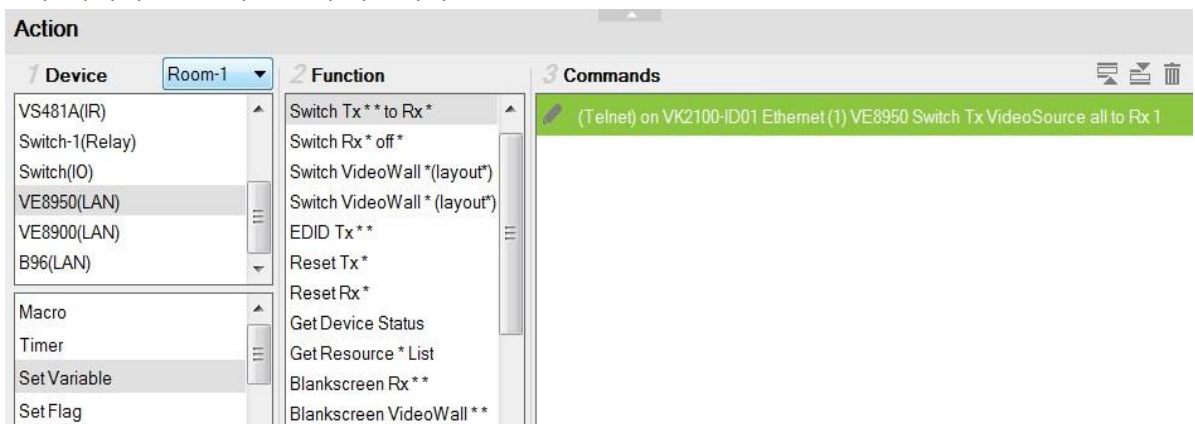 Action
1 Device
Room-1
2 Function
3 Commands
VS481A(IR)
Switch-1(Relay)
Switch(IO)
VE8950(LAN)
VE8900(LAN)
B96(LAN)
Macro
Timer
Set Variable
Set Flag
Switch Tx * * to Rx *
Switch Rx * off *
Switch VideoWall *(layout*)
Switch VideoWall * (layout*)
EDID Tx * *
Reset Tx *
Reset Rx *
Get Device Status
Get Resource * List
Blankscreen Rx * *
Blankscreen VideoWall * *
(Telnet) on VK2100-ID01 Ethernet (1) VE8950 Switch Tx VideoSource all to Rx 1